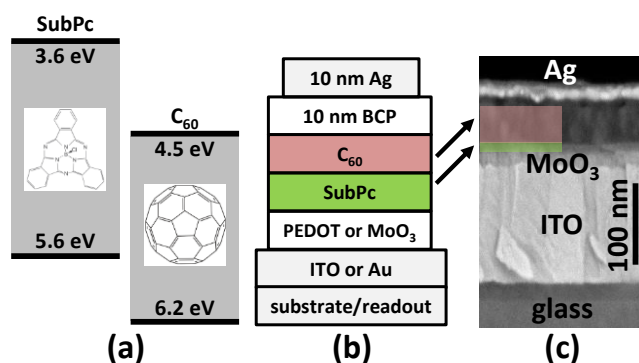 SubPc
3.6 eV
5.6 eV
C60
4.5 eV
6.2 eV
(a)
10 nm Ag
10 nm BCP
C60
SubPc
PEDOT or MoO3
ITO or Au
substrate/readout
(b)
Ag
MoO3
ITO
100 nm
glass
(c)